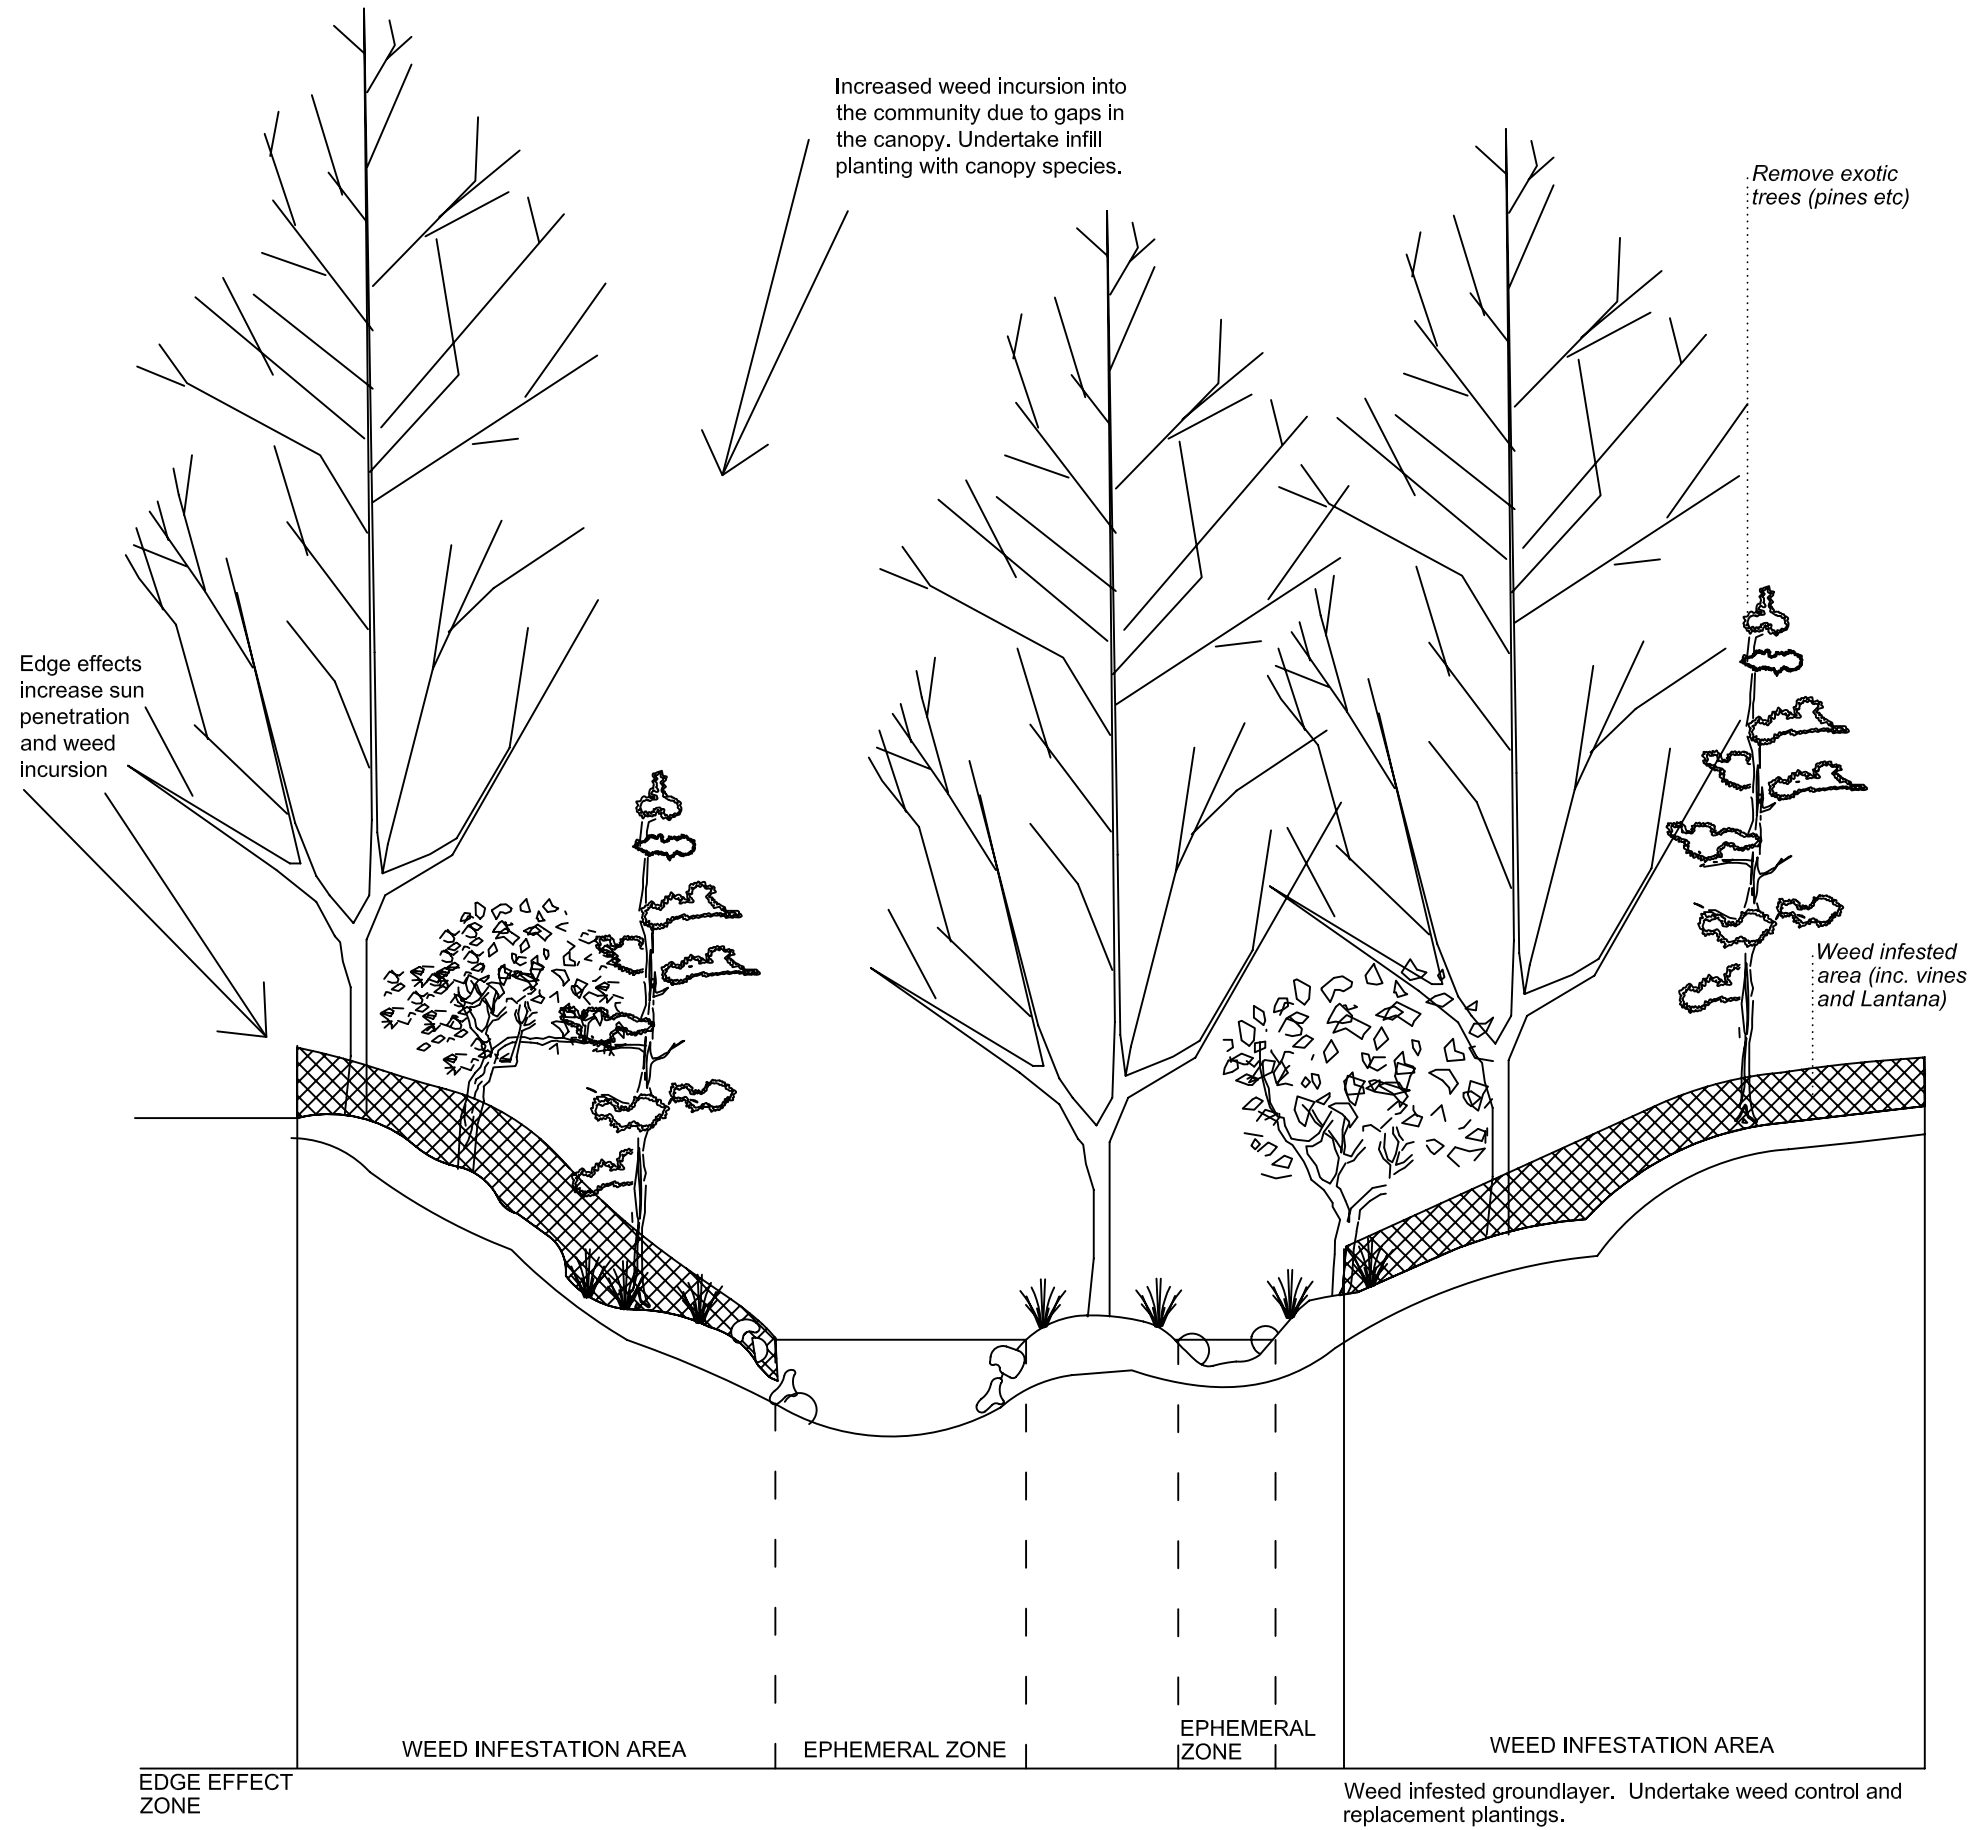 Increased weed incursion into
the community due to gaps in
the canopy. Undertake infill
planting with canopy species.
Remove exotic
trees (pines etc)
Edge effects
increase sun
penetration
and weed
incursion
Weed infested
area (inc. vines
and Lantana)
WEED INFESTATION AREA
EPHEMERAL ZONE
EPHEMERAL
ZONE
WEED INFESTATION AREA
EDGE EFFECT
ZONE
Weed infested groundlayer. Undertake weed control and
replacement plantings.